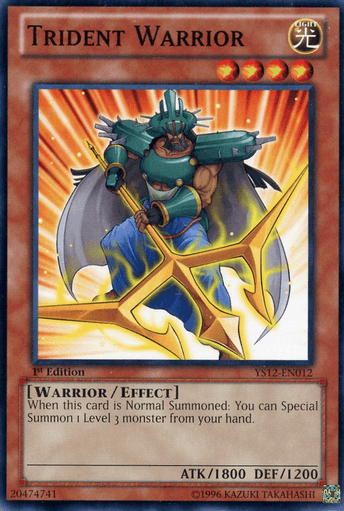 TRIDENT WARRIOR
LIGHT
光
1st Edition
YS12-EN012
[WARRIOR/EFFECT]
When this card is Normal Summoned: You can Special
Summon 1 Level 3 monster from your hand.
ATK/1800 DEF/1200
20474741
©1996 KAZUKI TAKAHASHI